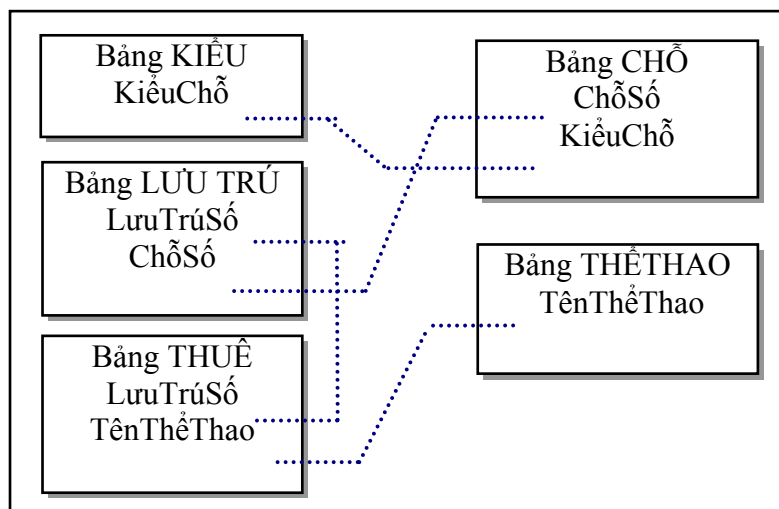 Bảng KIỂU
KiểuChỗ
Bảng LƯU TRÚ
LưuTrúSố
ChỗSố
Bảng THUÊ
LưuTrúSố
TênThểThao
Bảng CHỖ
ChỗSố
KiểuChỗ
Bảng THỂTHAO
TênThểThao